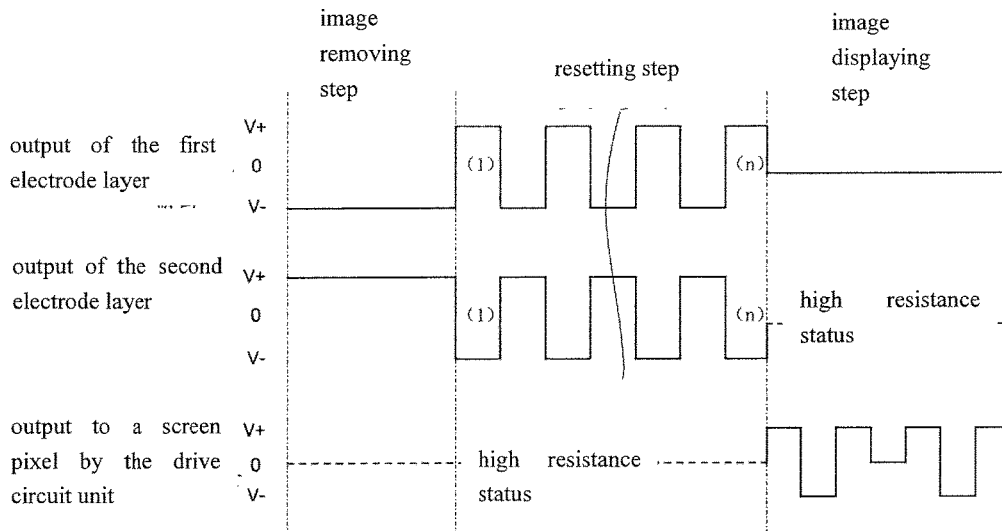 image
removing
step
resetting step
image
displaying
step
output of the first
electrode layer
V+
0
V-
(1)
(n)
output of the second
electrode layer
V+
0
V-
(1)
(n)
high resistance
status
output to a screen
pixel by the drive
circuit unit
V+
0
V-
high resistance
status